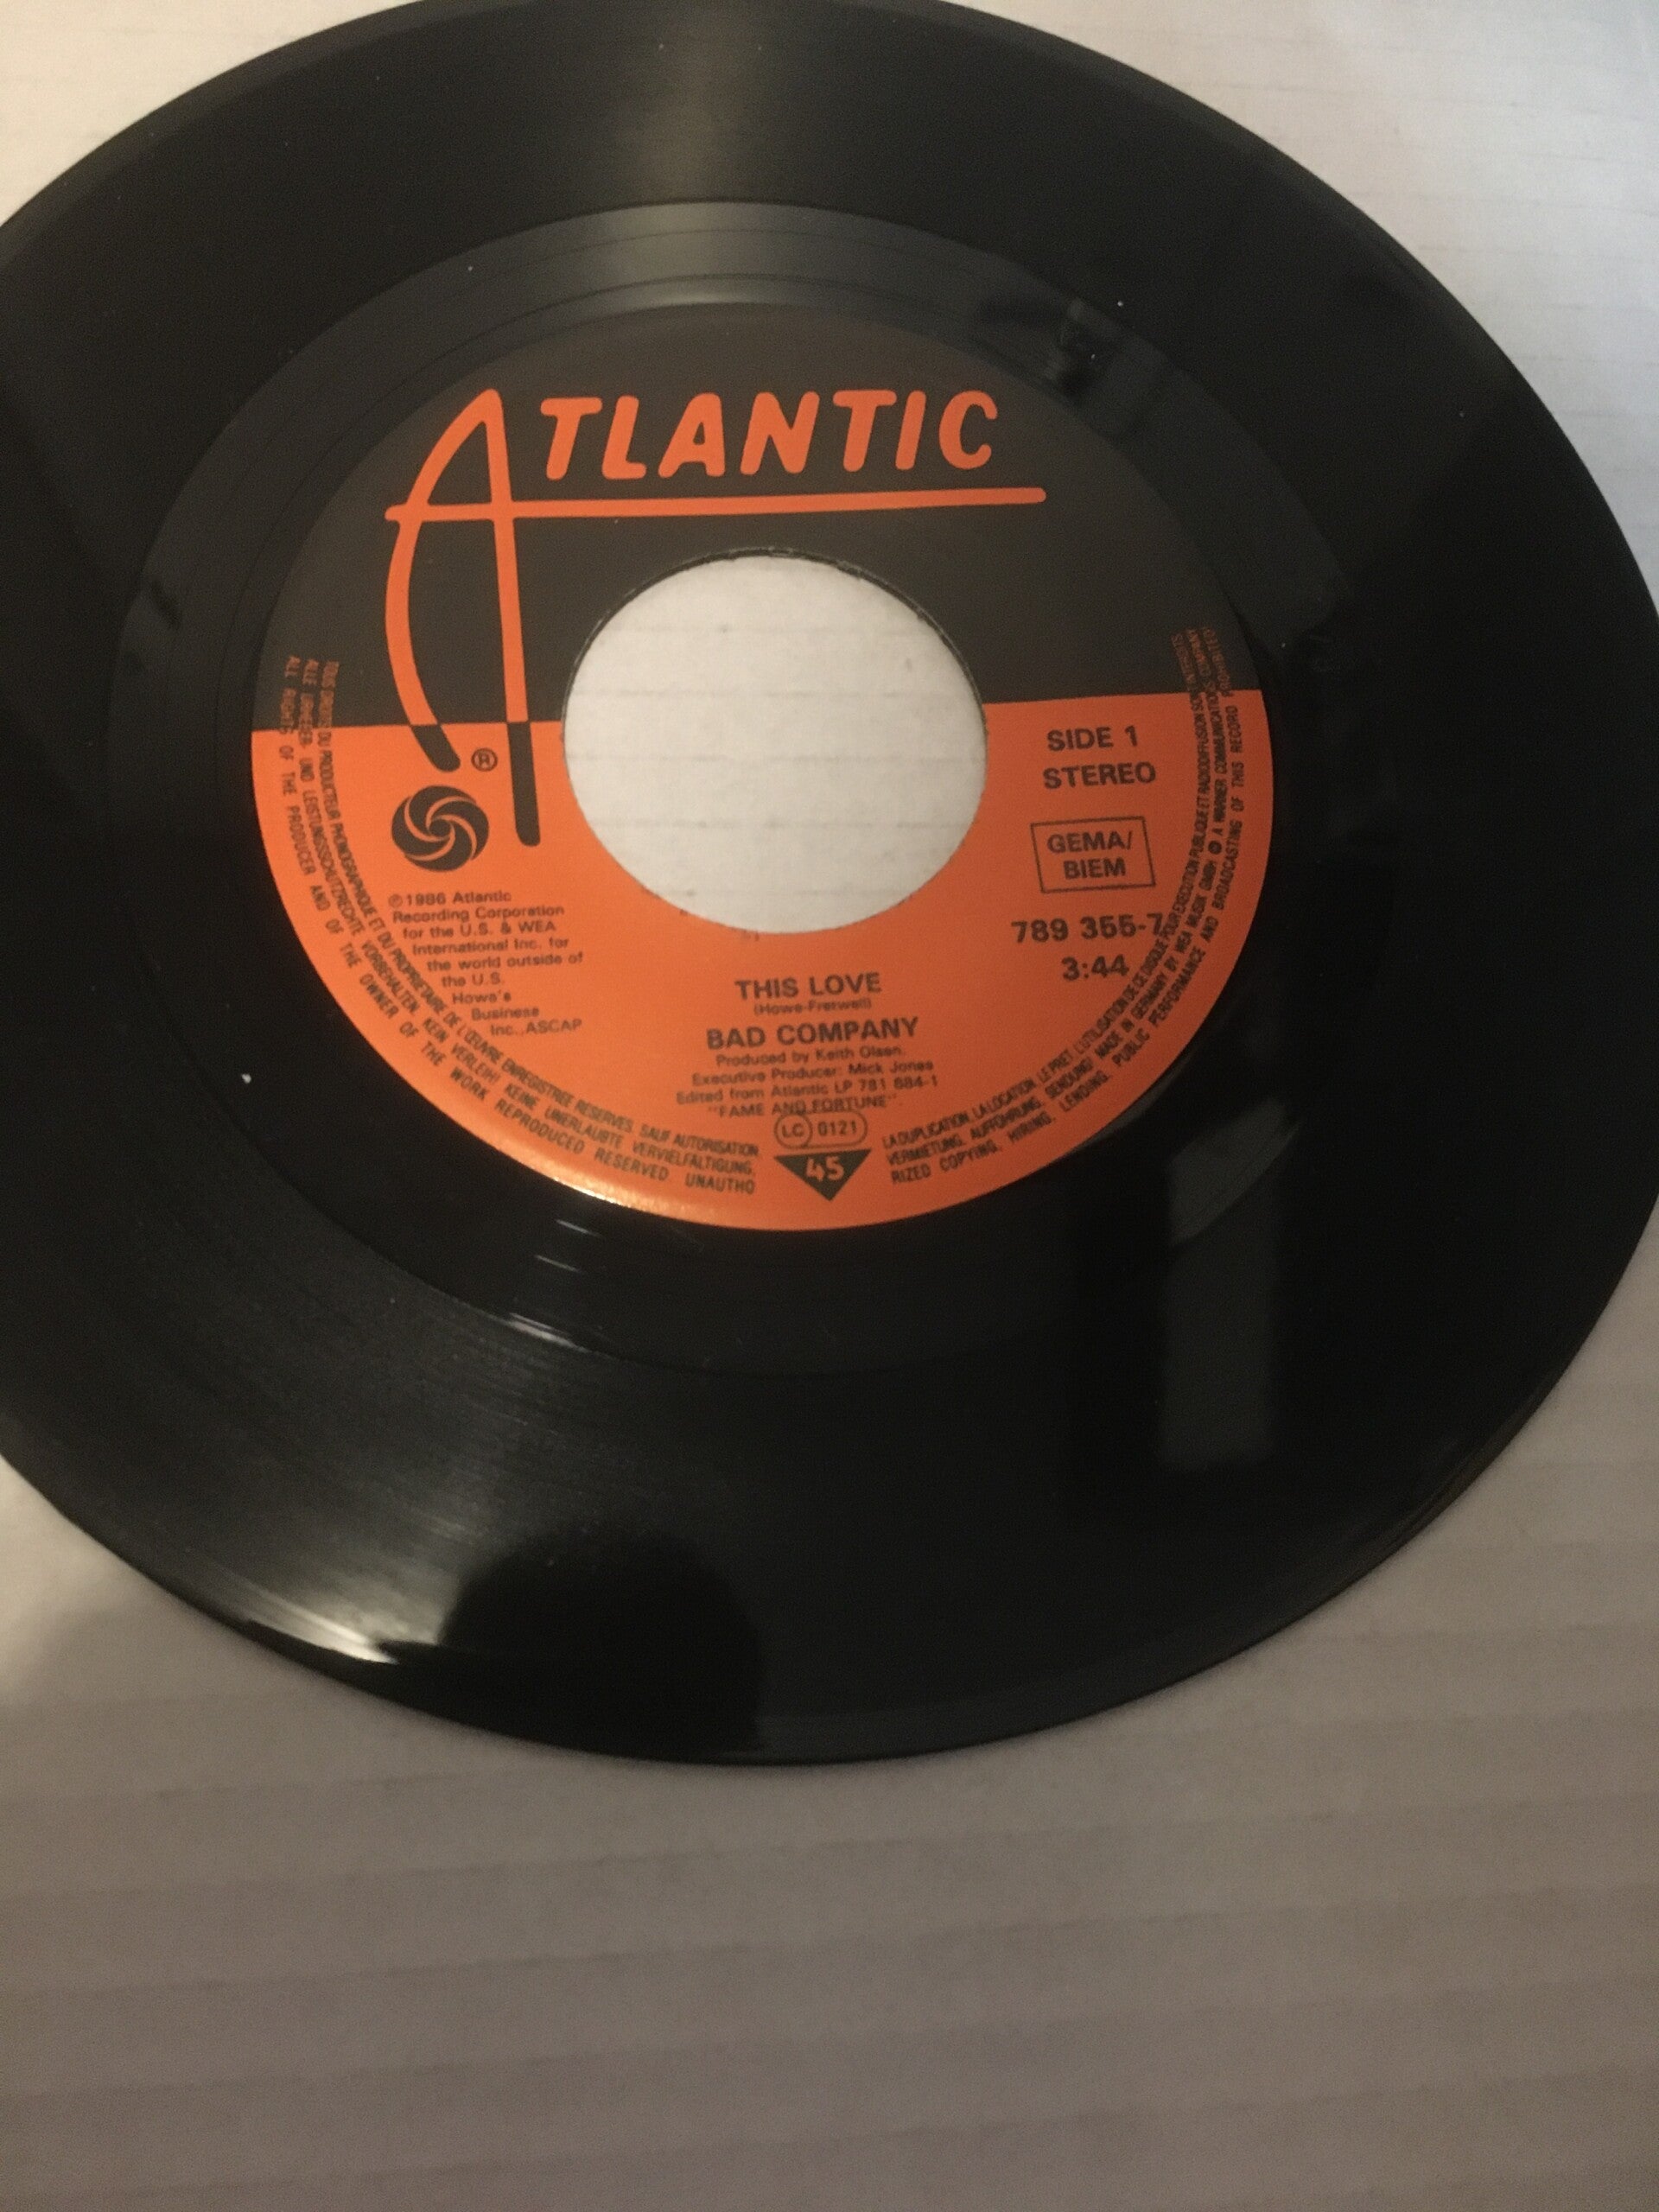 ATLANTIC
®
SIDE 1
STEREO
GEMA/
BIEM
789 355-7
3:44
©1986 Atlantic
Recording Corporation
for the U.S. & WEA
International Inc. for
the world outside of
the U.S.
Howe's
Business
Inc., ASCAP
THIS LOVE
(Howe-Fretwell)
BAD COMPANY
Produced by Keith Olsen.
Executive Producer: Mick Jones
Edited from Atlantic LP 781 684-1
"FAME AND FORTUNE"
LC 0121
45
TOUS DROITS DU PRODUCTEUR PHONOGRAPHIQUE ET DU PROPRIETAIRE DE L'ŒUVRE ENREGISTREE RESERVES. SAUF AUTORISATION LA DUPLICATION, LA LOCATION, LE PRET, L'UTILISATION DE CE DISQUE POUR EXECUTION PUBLIQUE ET RADIODIFFUSION SONT INTERDITS.
ALLE URHEBER- UND LEISTUNGSSCHUTZRECHTE VORBEHALTEN. KEIN VERLEIH! KEINE UNERLAUBTE VERVIELFÄLTIGUNG, VERMIETUNG, AUFFÜHRUNG, SENDUNG! MADE IN GERMANY BY WEA MUSIK GMBH A WARNER COMMUNICATIONS COMPANY
ALL RIGHTS OF THE PRODUCER AND OF THE OWNER OF THE WORK REPRODUCED RESERVED UNAUTHO RIZED COPYING, HIRING, LENDING, PUBLIC PERFORMANCE AND BROADCASTING OF THIS RECORD PROHIBITED!